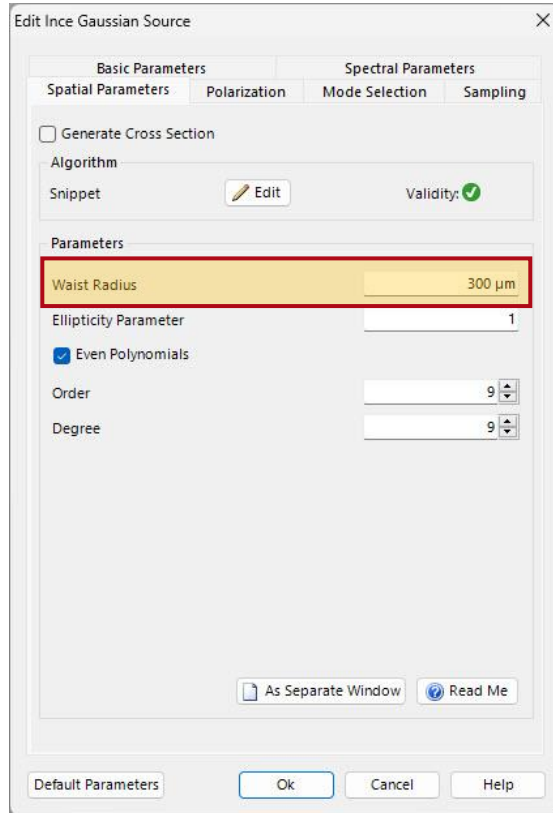 Edit Ince Gaussian Source
Basic Parameters Spectral Parameters
Spatial Parameters Polarization Mode Selection Sampling
Generate Cross Section
Algorithm
Snippet Edit Validity:
Parameters
Waist Radius 300 µm
Ellipticity Parameter 1
Even Polynomials
Order 9
Degree 9
As Separate Window Read Me
Default Parameters Ok Cancel Help